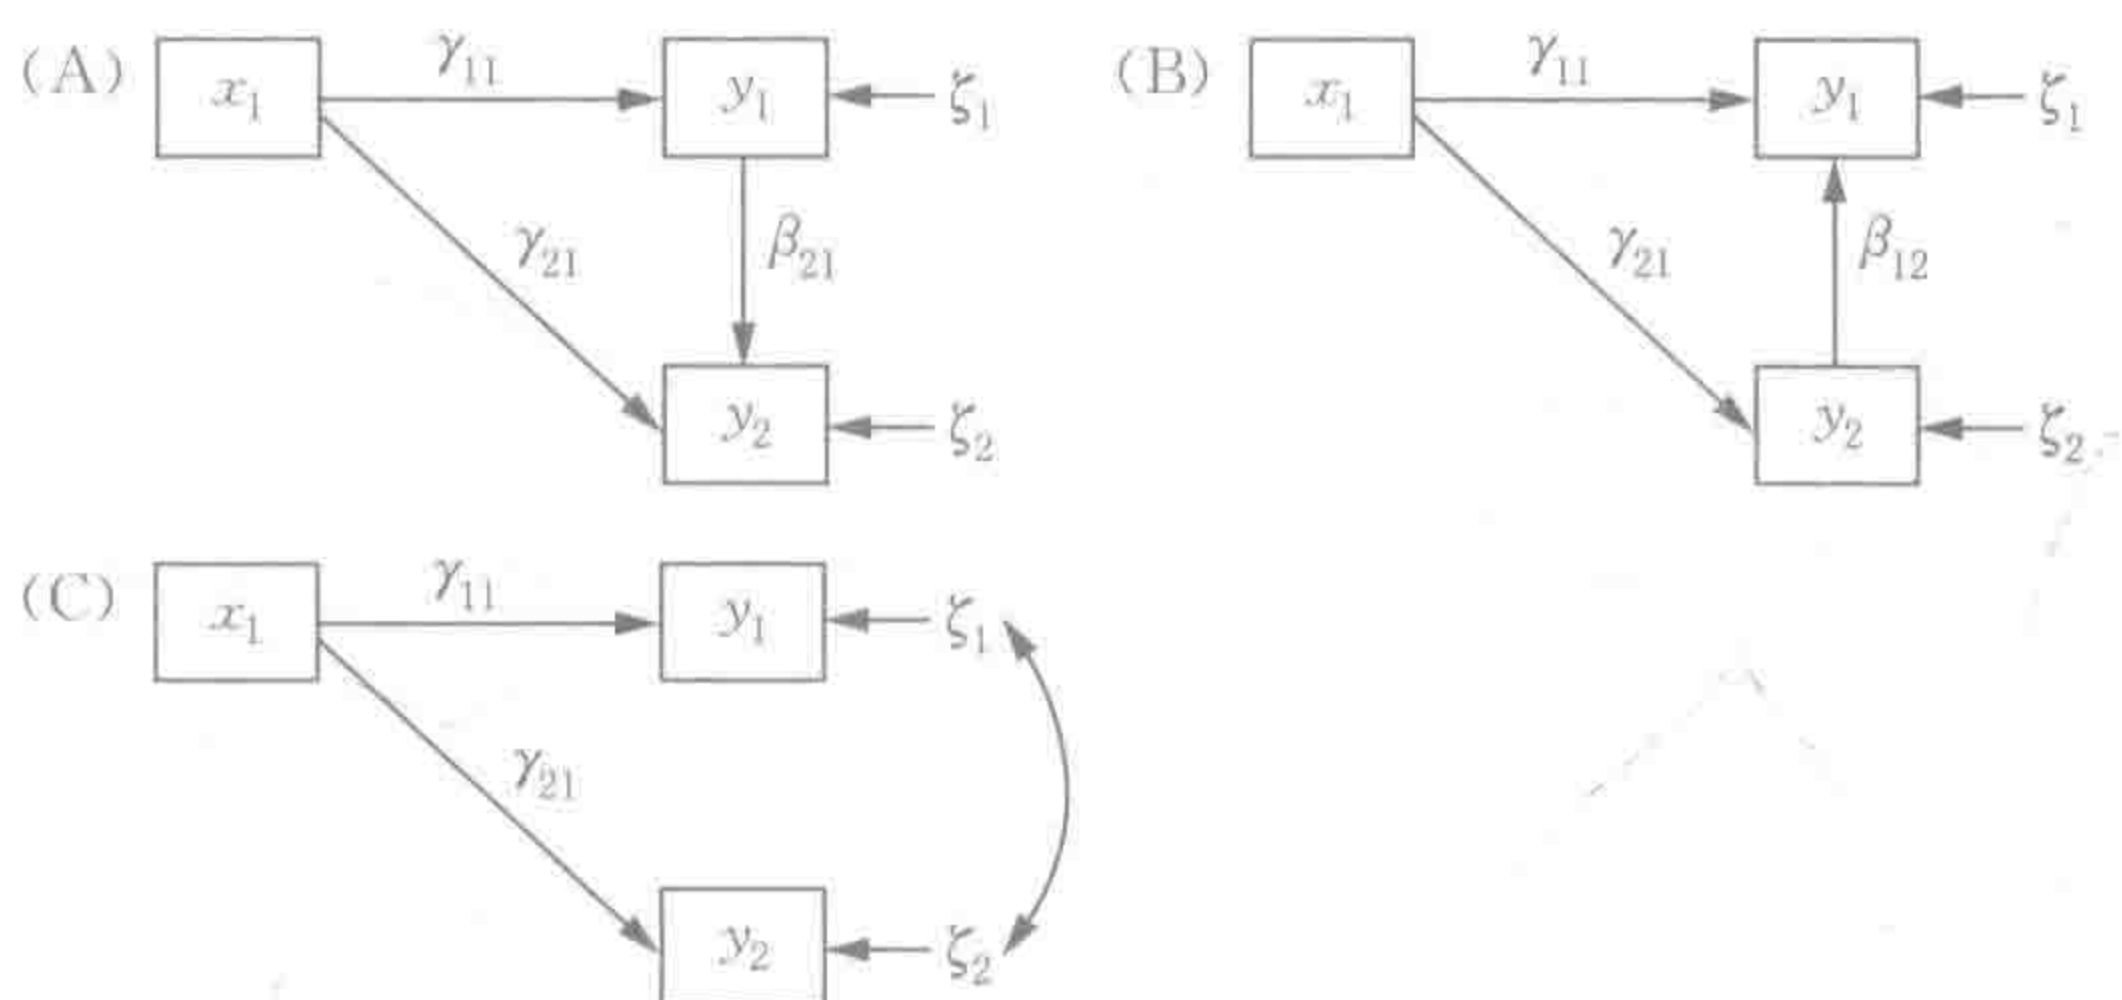 (A) x₁ γ₁₁ y₁ ζ₁
γ₂₁ β₂₁
y₂ ζ₂
(B) x₁ γ₁₁ y₁ ζ₁
γ₂₁ β₁₂
y₂ ζ₂
(C) x₁ γ₁₁ y₁ ζ₁
γ₂₁
y₂ ζ₂